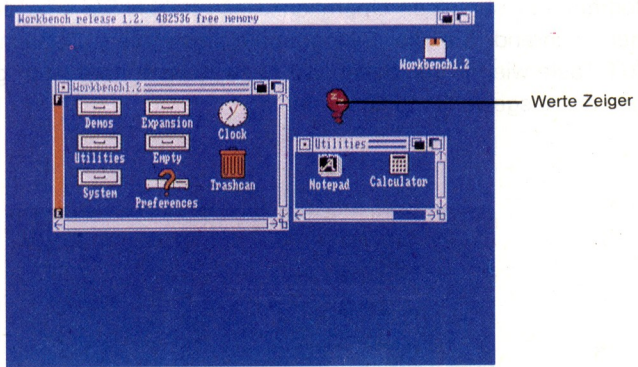 Workbench release 1.2. 482536 free memory
Workbench1.2
Workbench1.2
Demos Expansion Clock
Utilities Empty
System Preferences Trashcan
F
E
Z
Werte Zeiger
Utilities
Notepad Calculator